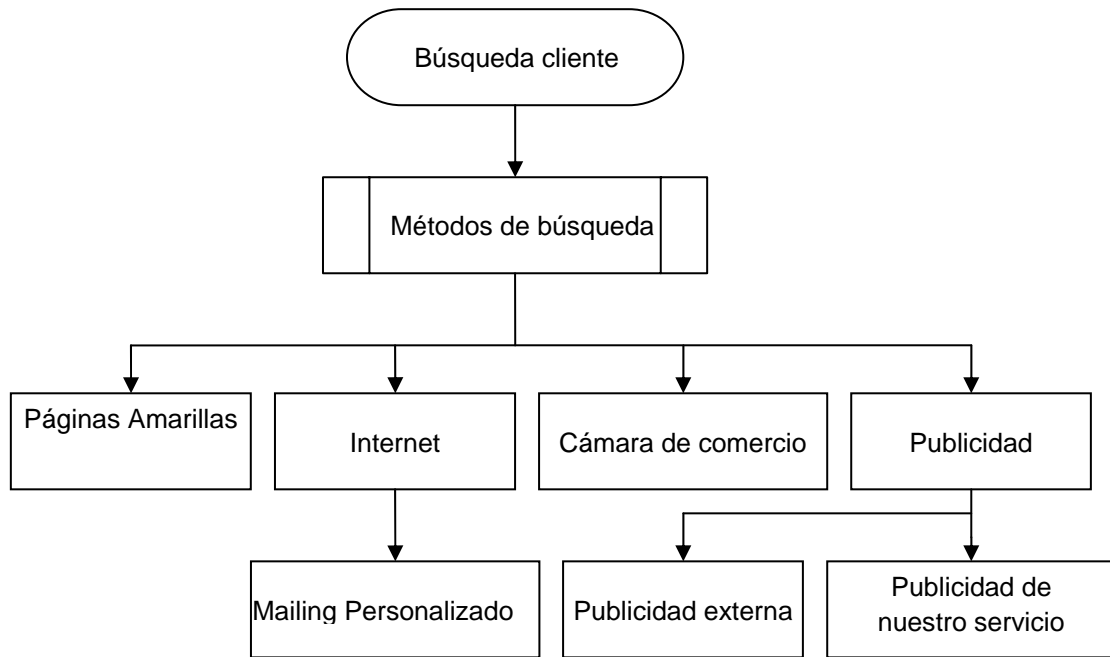 Búsqueda cliente
Métodos de búsqueda
Páginas Amarillas
Internet
Cámara de comercio
Publicidad
Mailing Personalizado
Publicidad externa
Publicidad de
nuestro servicio